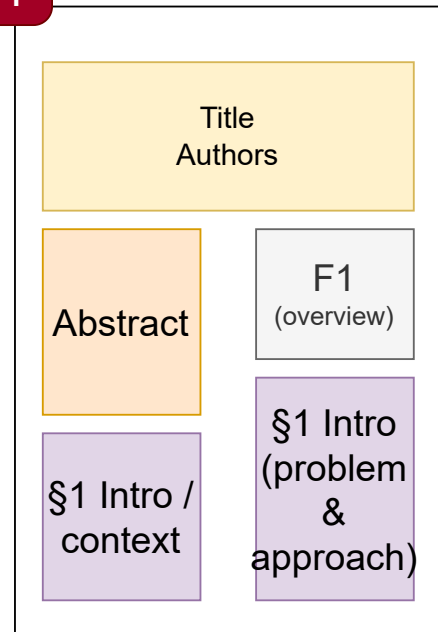 Title
Authors
Abstract
§1 Intro /
context
F1
(overview)
§1 Intro
(problem
&
approach)